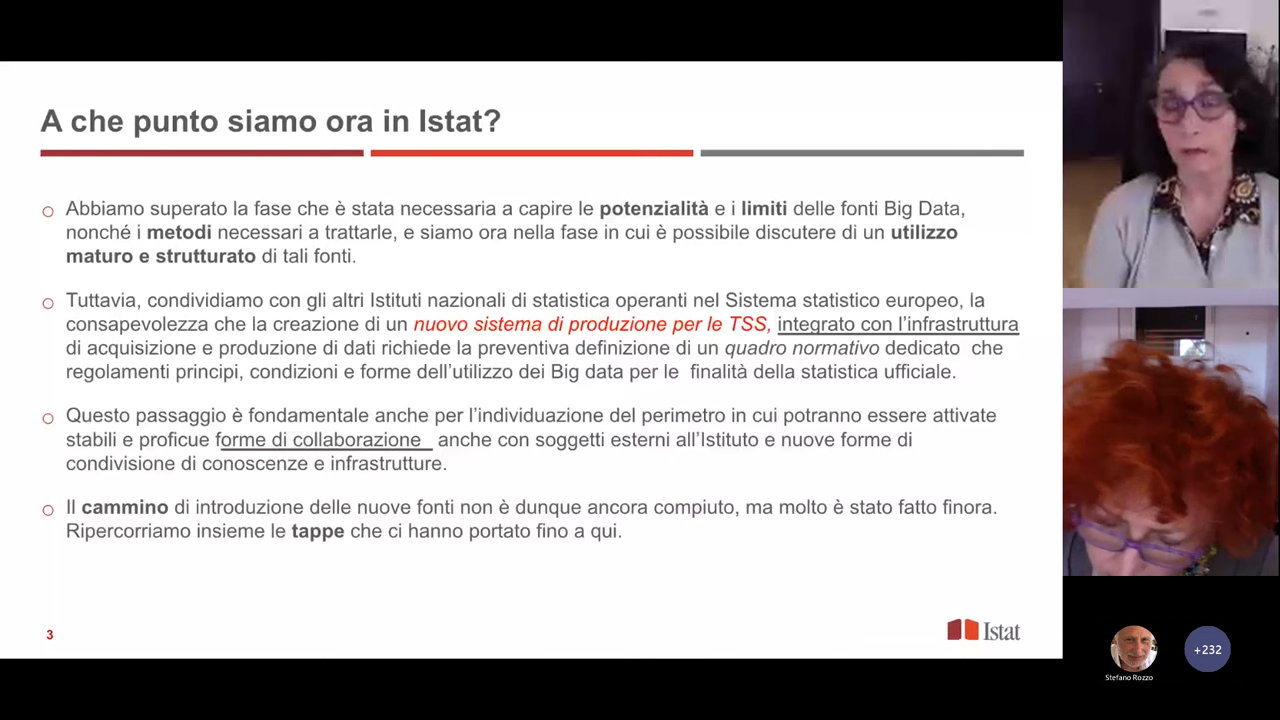 A che punto siamo ora in Istat?
Abbiamo superato la fase che è stata necessaria a capire le potenzialità e i limiti delle fonti Big Data,
nonché i metodi necessari a trattarle, e siamo ora nella fase in cui è possibile discutere di un utilizzo
maturo e strutturato di tali fonti.
Tuttavia, condividiamo con gli altri Istituti nazionali di statistica operanti nel Sistema statistico europeo, la
consapevolezza che la creazione di un nuovo sistema di produzione per le TSS, integrato con l'infrastruttura
di acquisizione e produzione di dati richiede la preventiva definizione di un quadro normativo dedicato che
regolamenti principi, condizioni e forme dell'utilizzo dei Big data per le finalità della statistica ufficiale.
Questo passaggio è fondamentale anche per l'individuazione del perimetro in cui potranno essere attivate
stabili e proficue forme di collaborazione anche con soggetti esterni all'Istituto e nuove forme di
condivisione di conoscenze e infrastrutture.
Il cammino di introduzione delle nuove fonti non è dunque ancora compiuto, ma molto è stato fatto finora.
Ripercorriamo insieme le tappe che ci hanno portato fino a qui.
3
Istat
+232
Stefano Rozzo